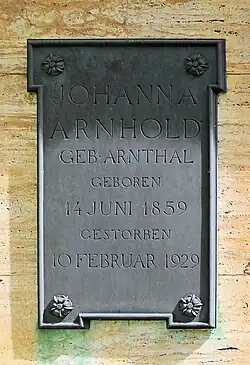 JOHANNA
ARNHOLD
GEB·ARNTHAL
GEBOREN
14 JUNI 1859
GESTORBEN
10 FEBRUAR 1929